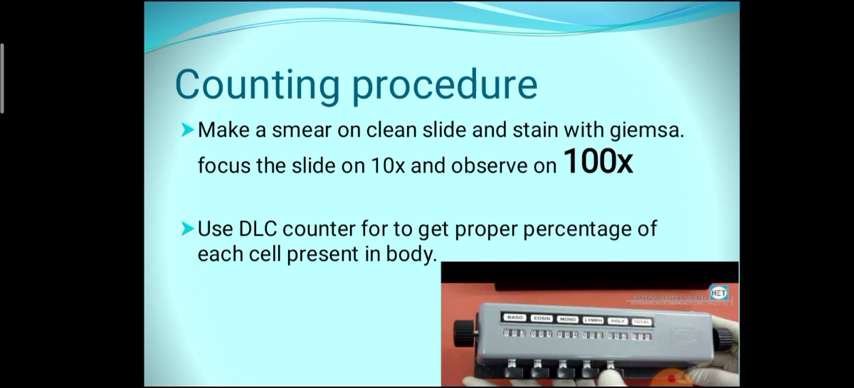 Counting procedure
Make a smear on clean slide and stain with giemsa.
focus the slide on 10x and observe on 100x
Use DLC counter for to get proper percentage of
each cell present in body.
HET
BASO EOSIN MONO LYMPH POLY TOTAL